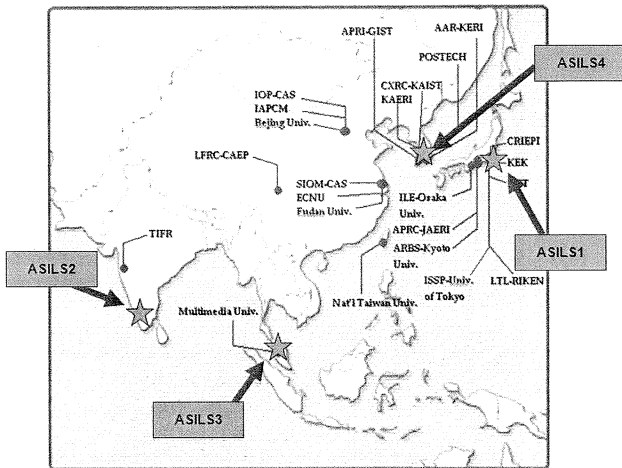 APRI-GIST
AAR-KERI
POSTECH
ASILS4
CXRC-KAIST
KAERI
IOP-CAS
IAPCM
Beijing Univ.
CRIEPI
KEK
LFRC-CAEP
SIOM-CAS
ECNU
Fudan Univ.
ILE-Osaka
Univ.
APRC-JAERI
ARBS-Kyoto
Univ.
ASILS1
TIFR
ASILS2
ISSP-Univ.
of Tokyo
LTL-RIKEN
Nat'l Taiwan Univ.
Multimedia Univ.
ASILS3